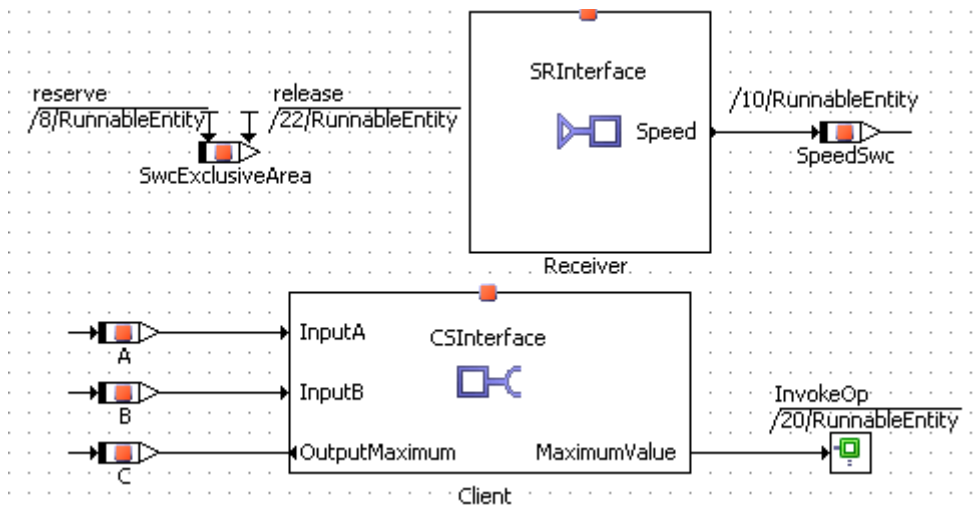 SRInterface
reserve
release
/8/RunnableEntity
/22/RunnableEntity
/10/RunnableEntity
Speed
SpeedSwc
SwcExclusiveArea
Receiver
InputA
CSInterface
A
InputB
B
InvokeOp
/20/RunnableEntity
OutputMaximum
MaximumValue
C
Client